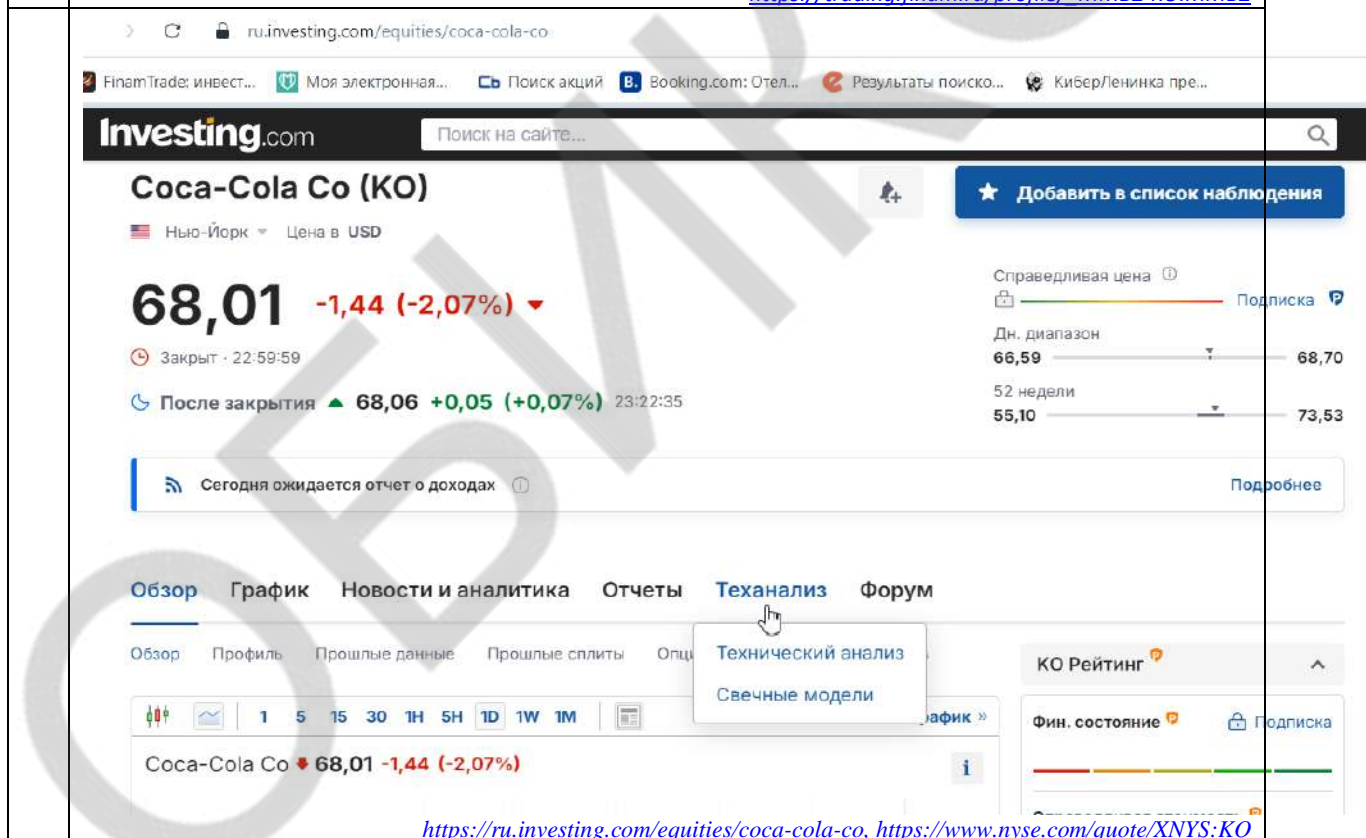 ru.investing.com/equities/coca-cola-co
FinamTrade: инвест... Моя электронная... Сь Поиск акций B. Booking.com: Отел... Результаты поиско... КиберЛенинка пре...
Investing.com Поиск на сайте...
Coca-Cola Co (KO)
Добавить в список наблюдения
Нью-Йорк Цена в USD
68,01 -1,44 (-2,07%)
Закрыт · 22:59:59
После закрытия 68,06 +0,05 (+0,07%) 23:22:35
Справедливая цена
Подписка
Дн. диапазон
66,59 68,70
52 недели
55,10 73,53
Сегодня ожидается отчет о доходах Подробнее
Обзор График Новости и аналитика Отчеты Теханализ Форум
Обзор Профиль Прошлые данные Прошлые сплиты Опц
Технический анализ
Свечные модели
1 5 15 30 1H 5H 1D 1W 1M рафик »
Coca-Cola Co 68,01 -1,44 (-2,07%)
KO Рейтинг
Фин. состояние Подписка
https://ru.investing.com/equities/coca-cola-co, https://www.nyse.com/quote/XNYS:KO
ОБИК